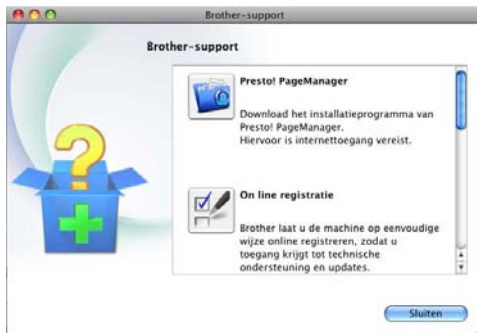 Brother-support
Brother-support
Presto! PageManager
Download het installatieprogramma van
Presto! PageManager.
Hiervoor is internettoegang vereist.
On line registratie
Brother laat u de machine op eenvoudige
wijze online registreren, zodat u
toegang krijgt tot technische
ondersteuning en updates.
Sluiten